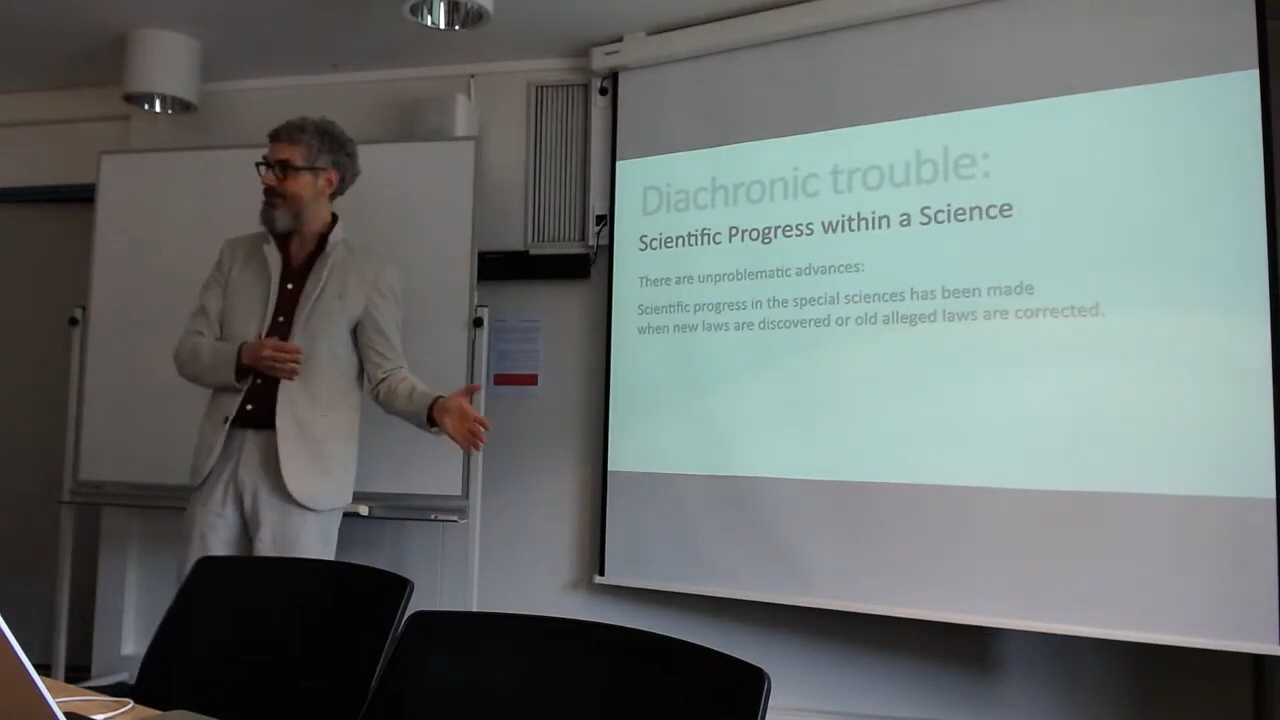 Diachronic trouble:
Scientific Progress within a Science
There are unproblematic advances:
Scientific progress in the special sciences has been made
when new laws are discovered or old alleged laws are corrected.